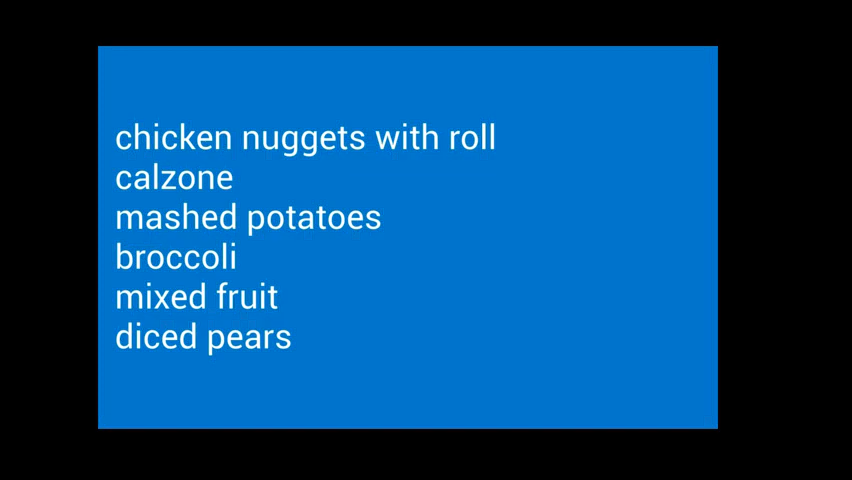 chicken nuggets with roll
calzone
mashed potatoes
broccoli
mixed fruit
diced pears